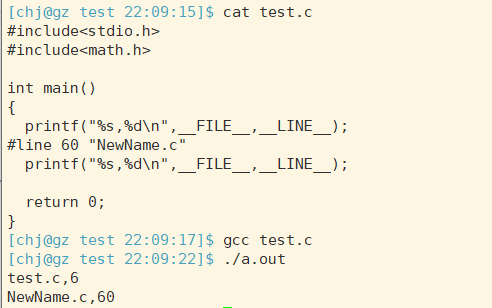 [chj@gz test 22:09:15]$ cat test.c
#include<stdio.h>
#include<math.h>

int main()
{
  printf("%s,%d\n",__FILE__,__LINE__);
#line 60 "NewName.c"
  printf("%s,%d\n",__FILE__,__LINE__);

  return 0;
}
[chj@gz test 22:09:17]$ gcc test.c
[chj@gz test 22:09:22]$ ./a.out
test.c,6
NewName.c,60